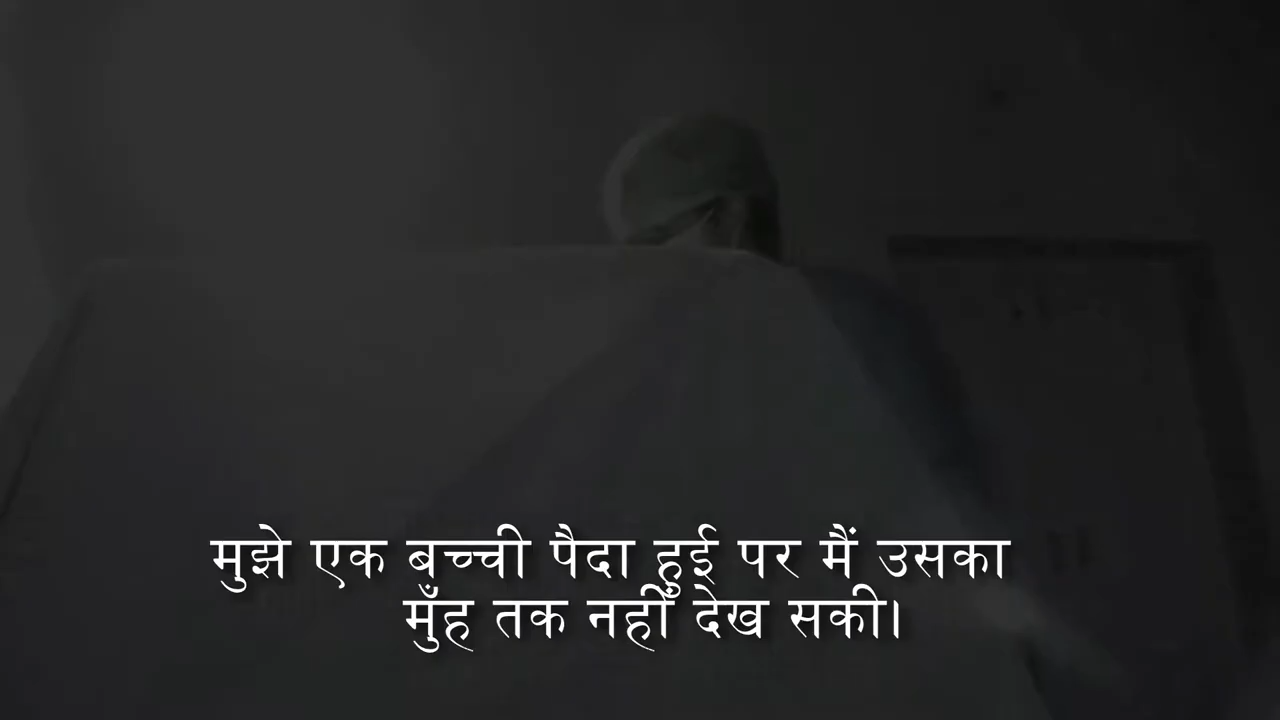 मुझे एक बच्ची पैदा हुई पर मैं उसका
मुँह तक नहीं देख सकी।